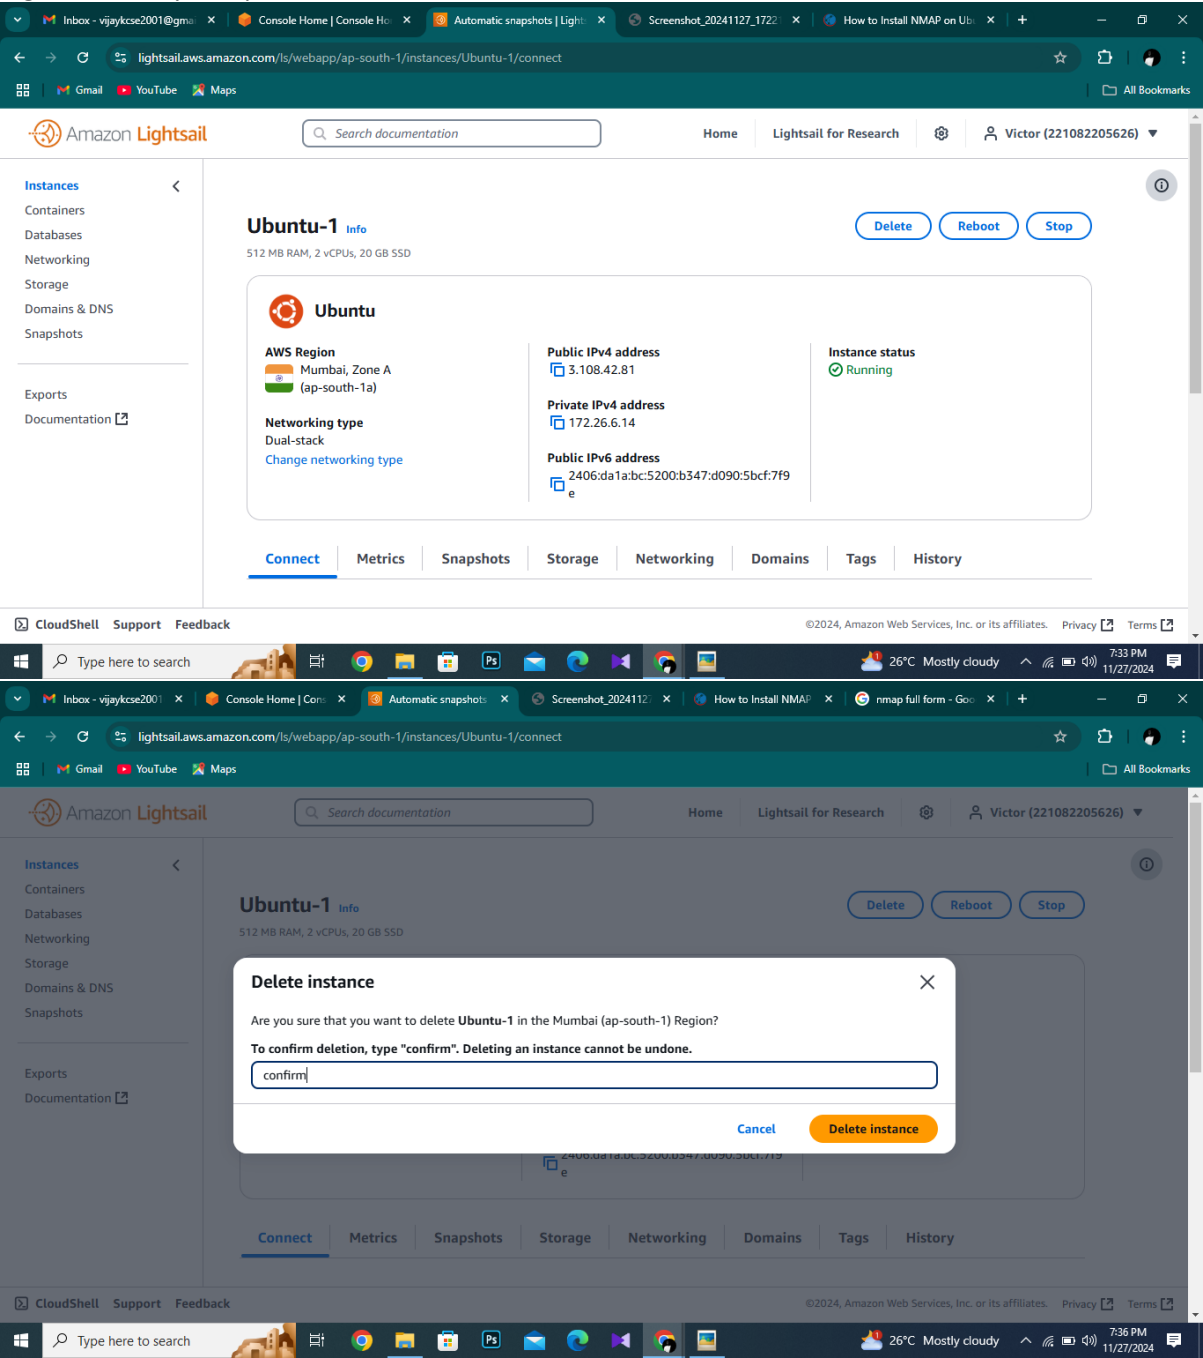 Inbox - vijaykcse2001@gmai
Console Home | Console Ho
Automatic snapshots | Light
Screenshot_20241127_1722
How to Install NMAP on Ubu
lightsail.aws.amazon.com/ls/webapp/ap-south-1/instances/Ubuntu-1/connect
Gmail YouTube Maps All Bookmarks
Amazon Lightsail
Search documentation
Home Lightsail for Research Victor (221082205626)
Instances
Containers
Databases
Networking
Storage
Domains & DNS
Snapshots
Exports
Documentation
Ubuntu-1 Info
512 MB RAM, 2 vCPUs, 20 GB SSD
Delete Reboot Stop
Ubuntu
AWS Region
Mumbai, Zone A
(ap-south-1a)
Networking type
Dual-stack
Change networking type
Public IPv4 address
3.108.42.81
Private IPv4 address
172.26.6.14
Public IPv6 address
2406:da1a:bc:5200:b347:d090:5bcf:7f9
e
Instance status
Running
Connect Metrics Snapshots Storage Networking Domains Tags History
CloudShell Support Feedback
©2024, Amazon Web Services, Inc. or its affiliates. Privacy Terms
Type here to search
Ps
26°C Mostly cloudy
7:33 PM
11/27/2024
Inbox - vijaykcse2001
Console Home | Cons
Automatic snapshots
Screenshot_20241127
How to Install NMAP
nmap full form - Goo
lightsail.aws.amazon.com/ls/webapp/ap-south-1/instances/Ubuntu-1/connect
Gmail YouTube Maps All Bookmarks
Amazon Lightsail
Search documentation
Home Lightsail for Research Victor (221082205626)
Instances
Containers
Databases
Networking
Storage
Domains & DNS
Snapshots
Exports
Documentation
Ubuntu-1 Info
512 MB RAM, 2 vCPUs, 20 GB SSD
Delete Reboot Stop
Delete instance
Are you sure that you want to delete Ubuntu-1 in the Mumbai (ap-south-1) Region?
To confirm deletion, type "confirm". Deleting an instance cannot be undone.
confirm
Cancel Delete instance
2406:da1a:bc:5200:b347:d090:5bcf:7f9
e
Connect Metrics Snapshots Storage Networking Domains Tags History
CloudShell Support Feedback
©2024, Amazon Web Services, Inc. or its affiliates. Privacy Terms
Type here to search
Ps
26°C Mostly cloudy
7:36 PM
11/27/2024